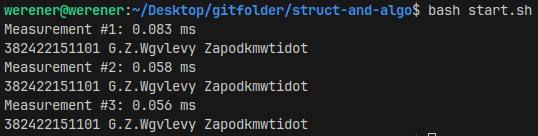 werener@werener:~/Desktop/gitfolder/struct-and-algo$ bash start.sh
Measurement #1: 0.083 ms
382422151101 G.Z.Wgvlevy Zapodkmwtidot
Measurement #2: 0.058 ms
382422151101 G.Z.Wgvlevy Zapodkmwtidot
Measurement #3: 0.056 ms
382422151101 G.Z.Wgvlevy Zapodkmwtidot